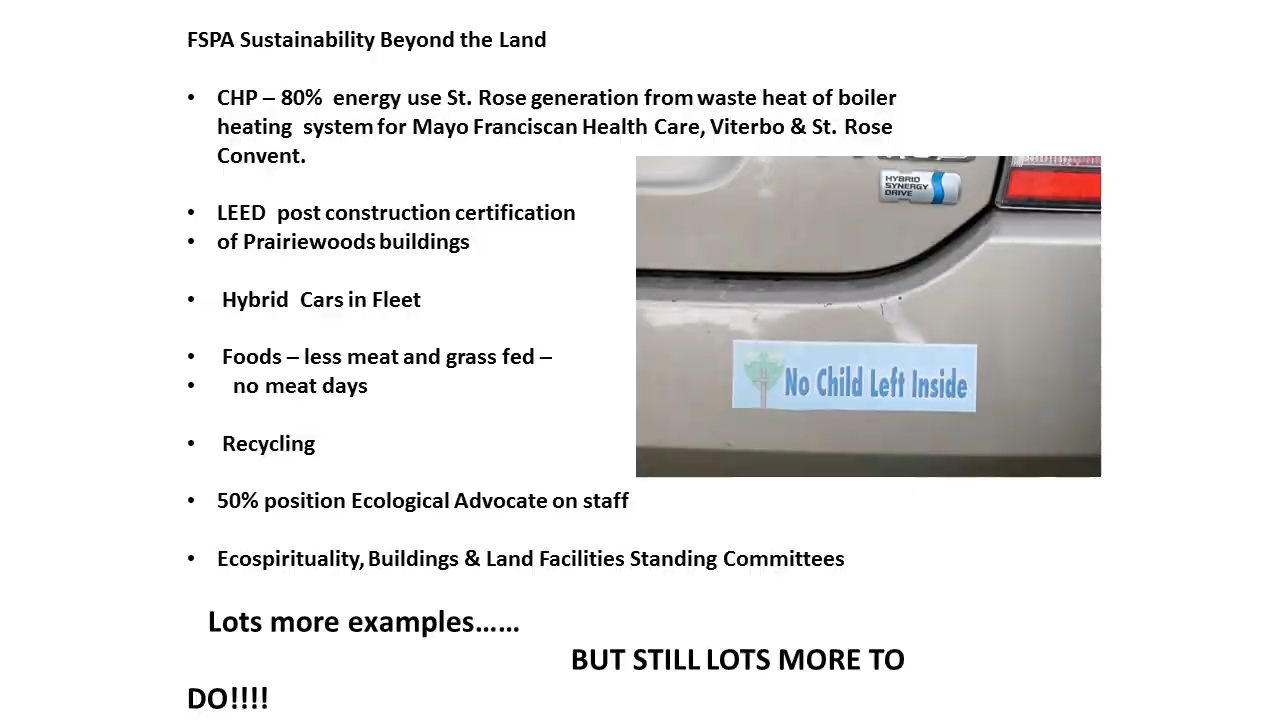 FSPA Sustainability Beyond the Land
• CHP – 80% energy use St. Rose generation from waste heat of boiler
heating system for Mayo Franciscan Health Care, Viterbo & St. Rose
Convent.
HYBRID
SYNERGY
DRIVE
• LEED post construction certification
• of Prairiewoods buildings
• Hybrid Cars in Fleet
• Foods – less meat and grass fed –
• no meat days
No Child Left Inside
• Recycling
• 50% position Ecological Advocate on staff
• Ecospirituality, Buildings & Land Facilities Standing Committees
Lots more examples……
BUT STILL LOTS MORE TO
DO!!!!